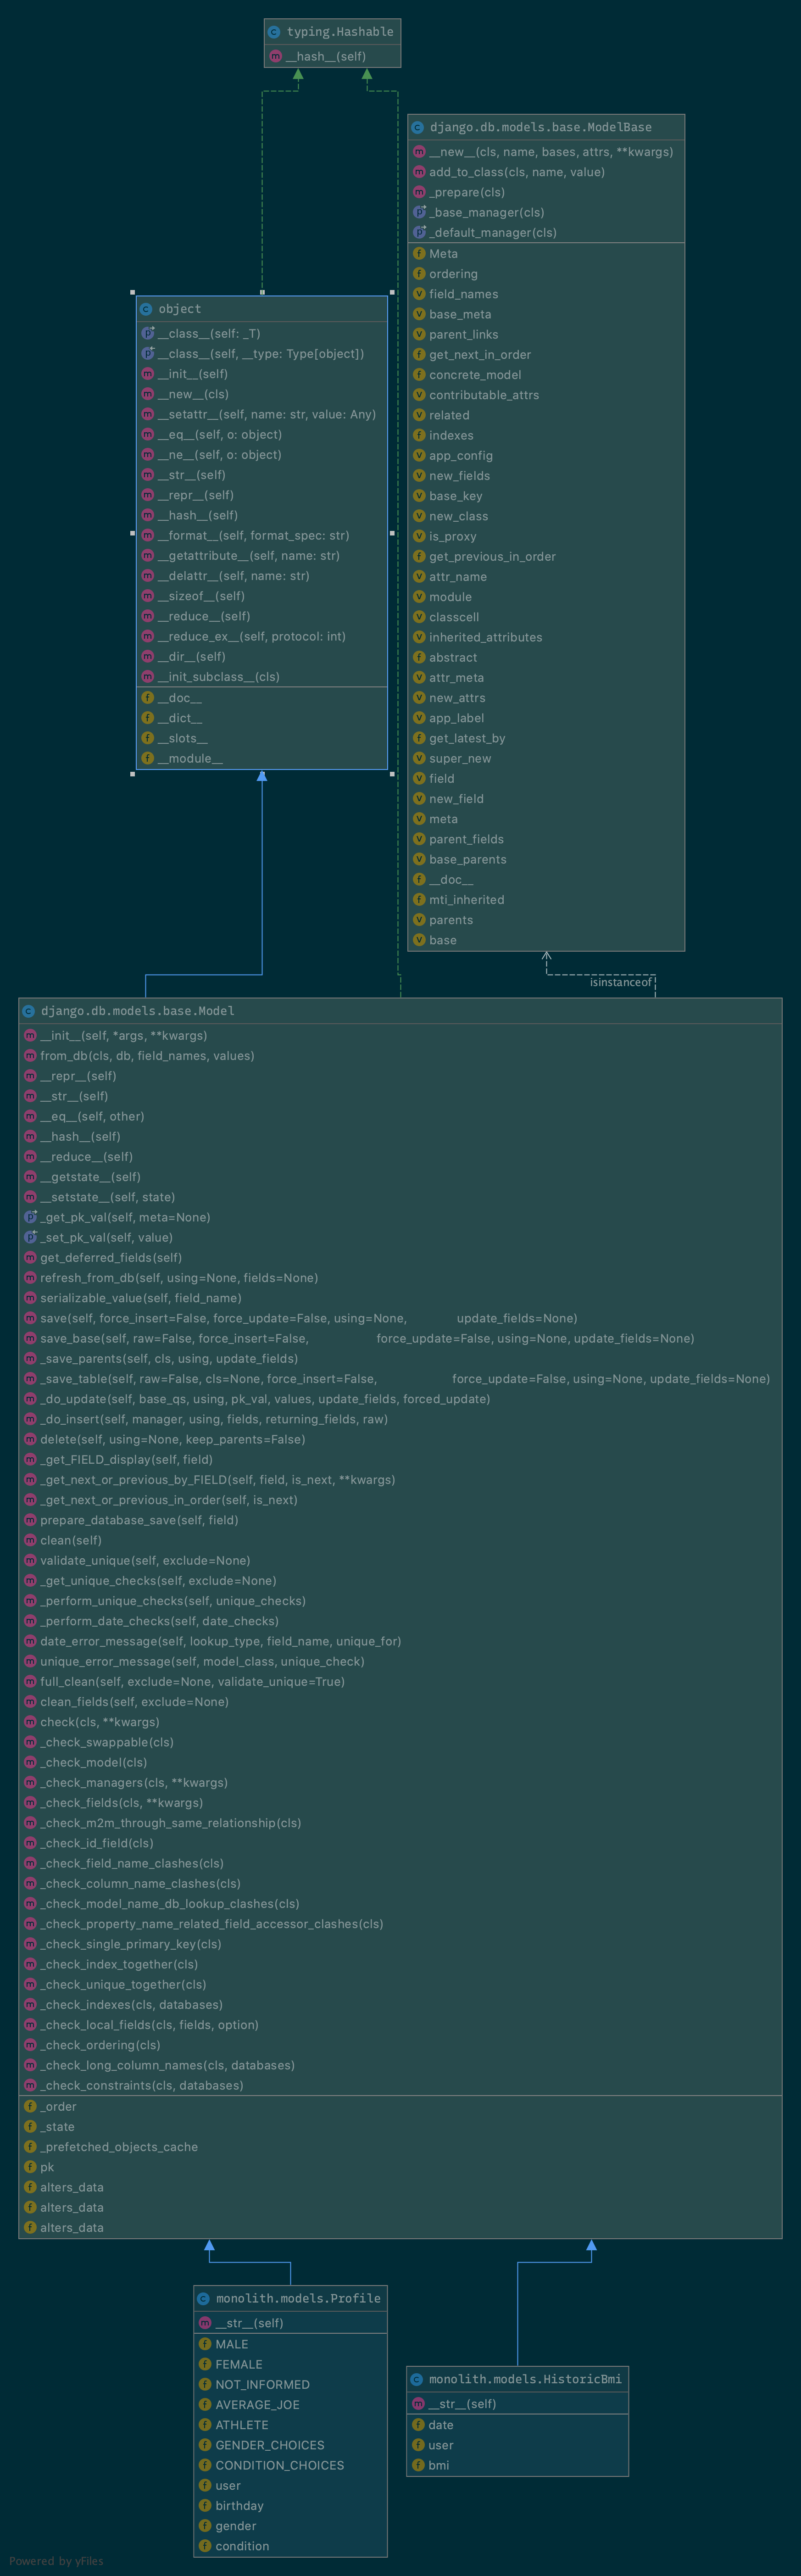 typing.Hashable
__hash__(self)
django.db.models.base.ModelBase
__new__(cls, name, bases, attrs, **kwargs)
add_to_class(cls, name, value)
_prepare(cls)
_base_manager(cls)
_default_manager(cls)
Meta
ordering
field_names
base_meta
parent_links
get_next_in_order
concrete_model
contributable_attrs
related
indexes
app_config
new_fields
base_key
new_class
is_proxy
get_previous_in_order
attr_name
module
classcell
inherited_attributes
abstract
attr_meta
new_attrs
app_label
get_latest_by
super_new
field
new_field
meta
parent_fields
base_parents
__doc__
mti_inherited
parents
base
object
__class__(self: _T)
__class__(self, __type: Type[object])
__init__(self)
__new__(cls)
__setattr__(self, name: str, value: Any)
__eq__(self, o: object)
__ne__(self, o: object)
__str__(self)
__repr__(self)
__hash__(self)
__format__(self, format_spec: str)
__getattribute__(self, name: str)
__delattr__(self, name: str)
__sizeof__(self)
__reduce__(self)
__reduce_ex__(self, protocol: int)
__dir__(self)
__init_subclass__(cls)
__doc__
__dict__
__slots__
__module__
isinstanceof
django.db.models.base.Model
__init__(self, *args, **kwargs)
from_db(cls, db, field_names, values)
__repr__(self)
__str__(self)
__eq__(self, other)
__hash__(self)
__reduce__(self)
__getstate__(self)
__setstate__(self, state)
_get_pk_val(self, meta=None)
_set_pk_val(self, value)
get_deferred_fields(self)
refresh_from_db(self, using=None, fields=None)
serializable_value(self, field_name)
save(self, force_insert=False, force_update=False, using=None, update_fields=None)
save_base(self, raw=False, force_insert=False, force_update=False, using=None, update_fields=None)
_save_parents(self, cls, using, update_fields)
_save_table(self, raw=False, cls=None, force_insert=False, force_update=False, using=None, update_fields=None)
_do_update(self, base_qs, using, pk_val, values, update_fields, forced_update)
_do_insert(self, manager, using, fields, returning_fields, raw)
delete(self, using=None, keep_parents=False)
_get_FIELD_display(self, field)
_get_next_or_previous_by_FIELD(self, field, is_next, **kwargs)
_get_next_or_previous_in_order(self, is_next)
prepare_database_save(self, field)
clean(self)
validate_unique(self, exclude=None)
_get_unique_checks(self, exclude=None)
_perform_unique_checks(self, unique_checks)
_perform_date_checks(self, date_checks)
date_error_message(self, lookup_type, field_name, unique_for)
unique_error_message(self, model_class, unique_check)
full_clean(self, exclude=None, validate_unique=True)
clean_fields(self, exclude=None)
check(cls, **kwargs)
_check_swappable(cls)
_check_model(cls)
_check_managers(cls, **kwargs)
_check_fields(cls, **kwargs)
_check_m2m_through_same_relationship(cls)
_check_id_field(cls)
_check_field_name_clashes(cls)
_check_column_name_clashes(cls)
_check_model_name_db_lookup_clashes(cls)
_check_property_name_related_field_accessor_clashes(cls)
_check_single_primary_key(cls)
_check_index_together(cls)
_check_unique_together(cls)
_check_indexes(cls, databases)
_check_local_fields(cls, fields, option)
_check_ordering(cls)
_check_long_column_names(cls, databases)
_check_constraints(cls, databases)
_order
_state
_prefetched_objects_cache
pk
alters_data
alters_data
alters_data
monolith.models.Profile
__str__(self)
MALE
FEMALE
NOT_INFORMED
AVERAGE_JOE
ATHLETE
GENDER_CHOICES
CONDITION_CHOICES
user
birthday
gender
condition
monolith.models.HistoricBmi
__str__(self)
date
user
bmi
Powered by yFiles